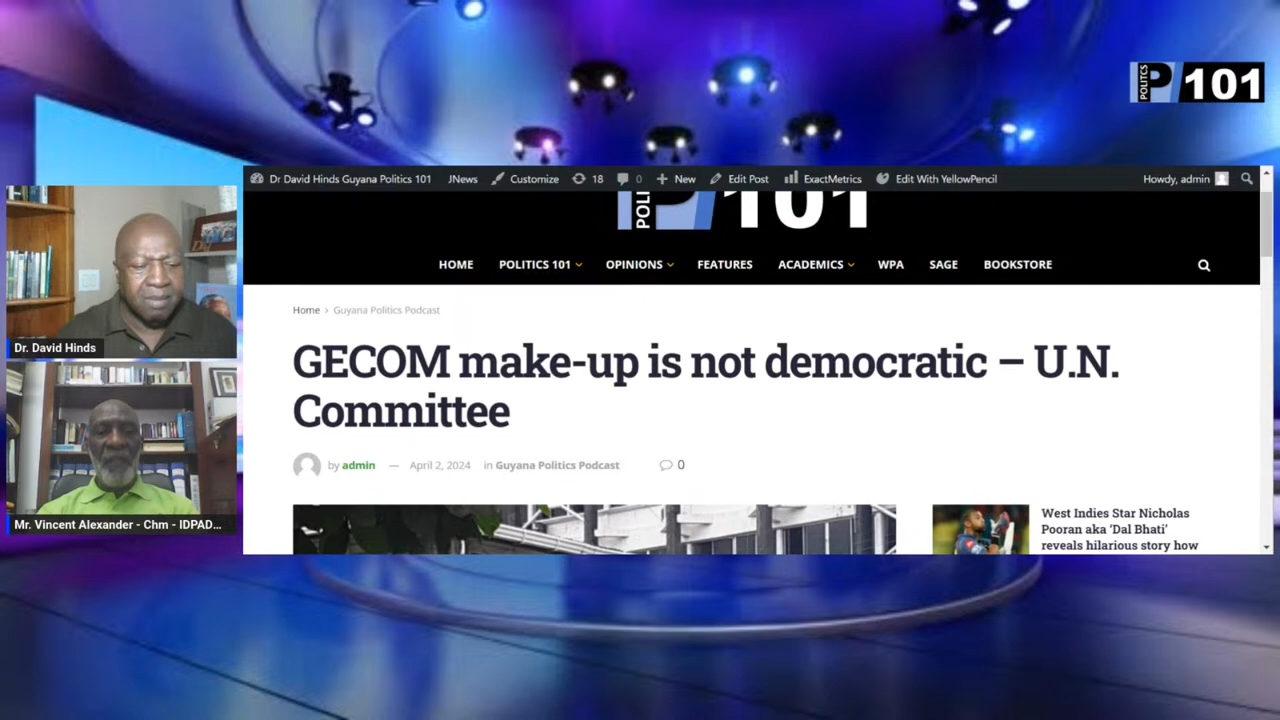 POLITCS P 101
Dr David Hinds Guyana Politics 101 JNews Customize 18 0 New Edit Post ExactMetrics Edit With YellowPencil Howdy, admin
POLI P 101
HOME POLITICS 101 OPINIONS FEATURES ACADEMICS WPA SAGE BOOKSTORE
Home > Guyana Politics Podcast
GECOM make-up is not democratic – U.N.
Committee
by admin — April 2, 2024 in Guyana Politics Podcast 0
West Indies Star Nicholas
Pooran aka ‘Dal Bhati’
reveals hilarious story how
Dr. David Hinds
Mr. Vincent Alexander - Chm - IDPAD...